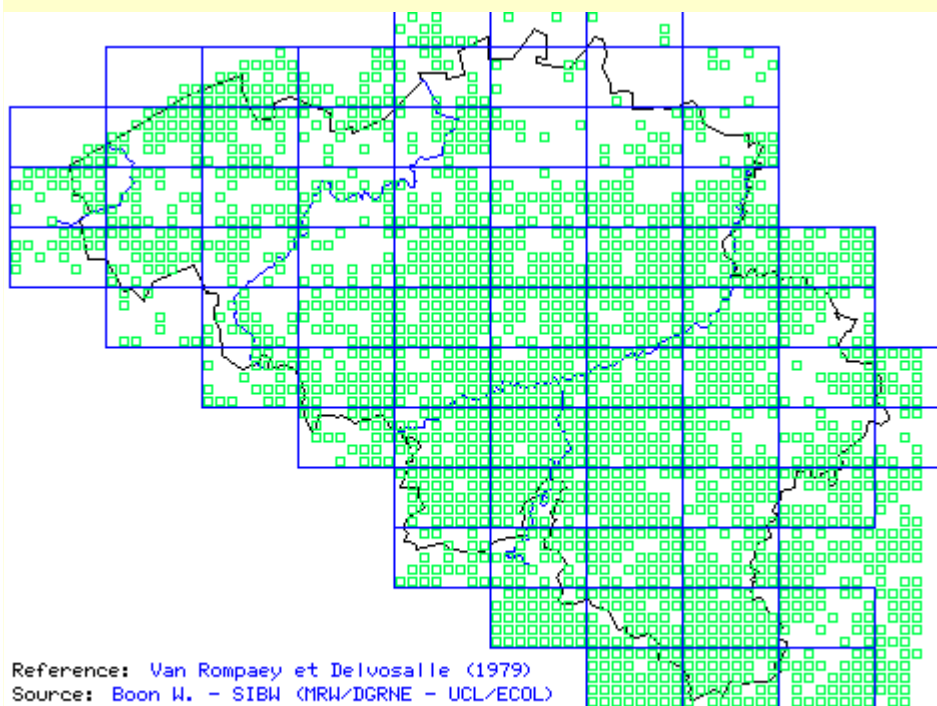 Reference: Van Rompaey et Delvosalle (1979)
Source: Boon W. - SIBW (MRW/DGRNE - UCL/ECOL)